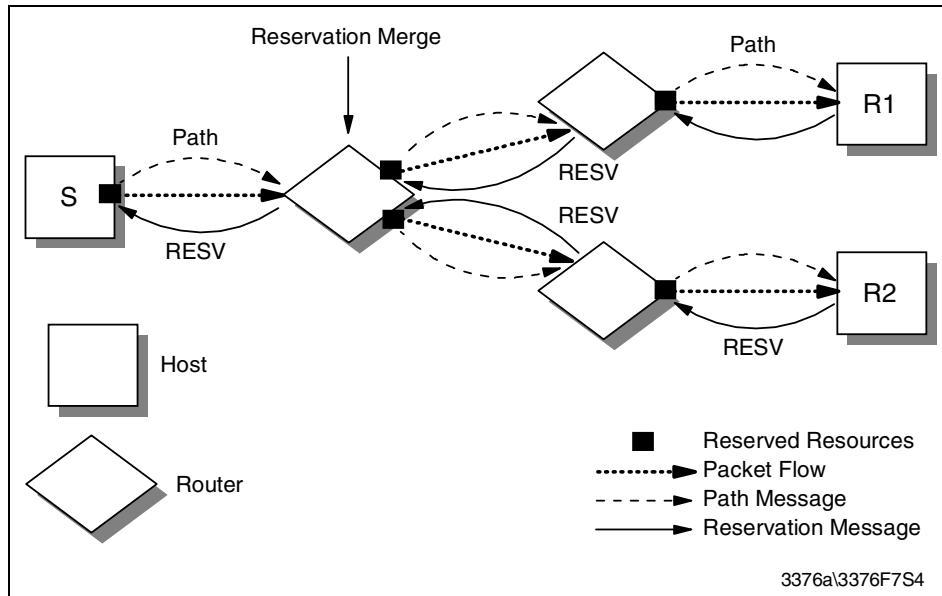 Reservation Merge
Path
Path
R1
S
RESV
RESV
RESV
R2
RESV
Host
Router
Reserved Resources
Packet Flow
Path Message
Reservation Message
3376a\3376F7S4